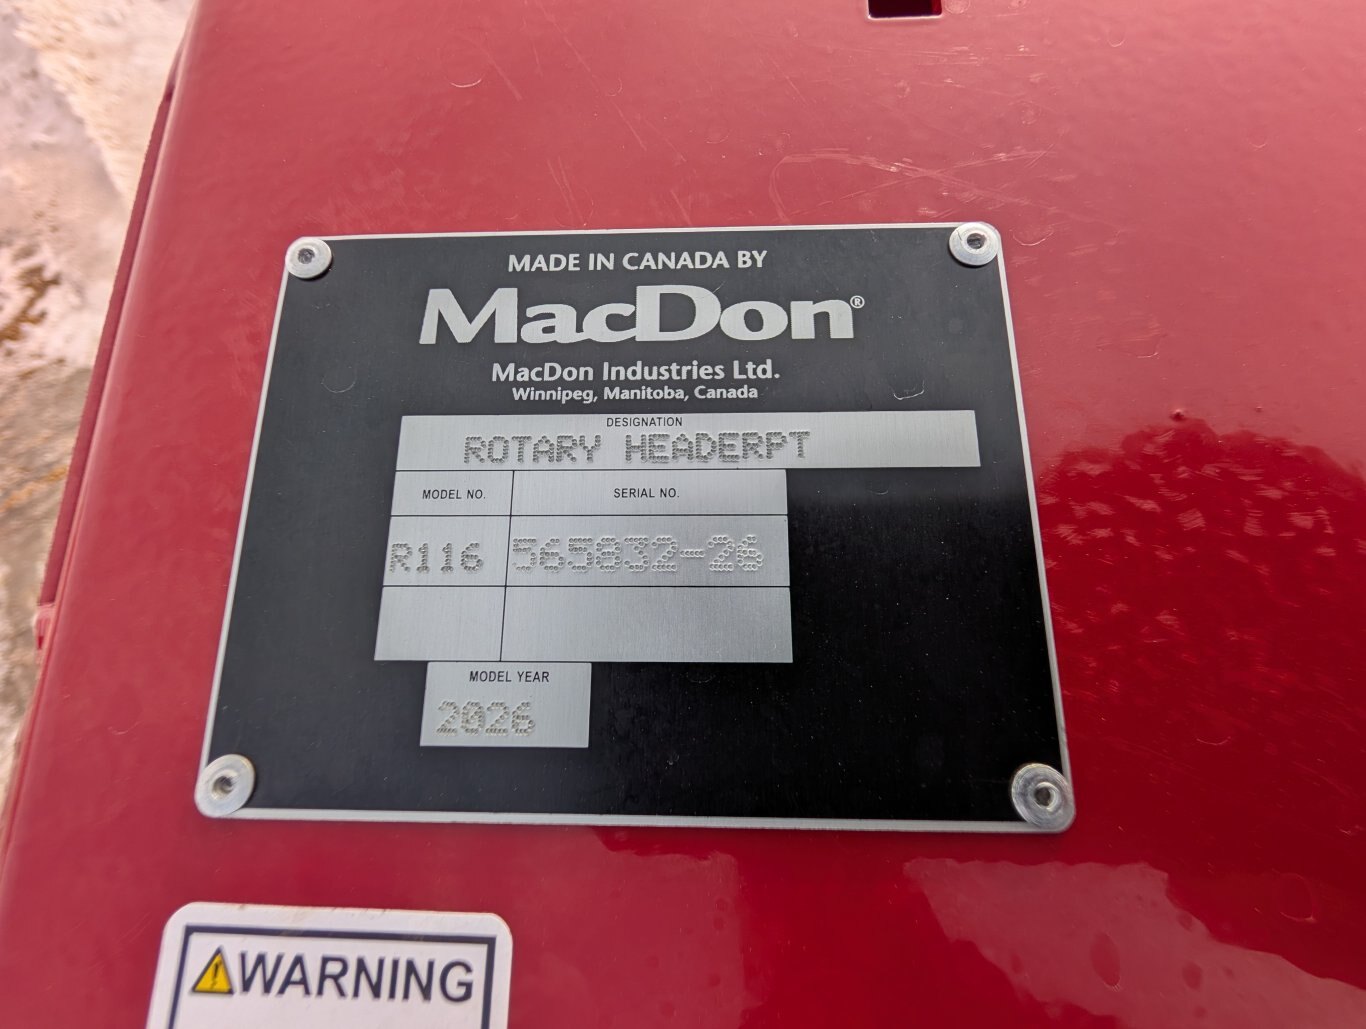 MADE IN CANADA BY
MacDon®
MacDon Industries Ltd.
Winnipeg, Manitoba, Canada
DESIGNATION
ROTARY HEADERPT
MODEL NO. SERIAL NO.
R116 565832-26
MODEL YEAR
2026
WARNING